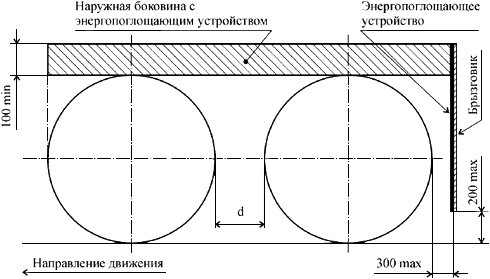 Наружная боковина с
энергопоглощающим устройством
Энергопоглощающее
устройство
100 min
Брызговик
200 max
d
300 max
Направление движения